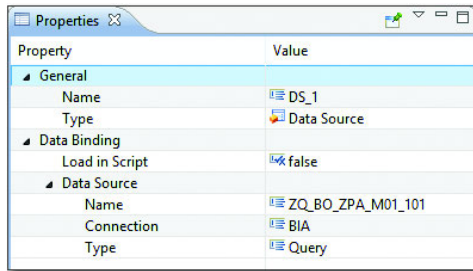 Properties
Property Value
General
Name DS_1
Type Data Source
Data Binding
Load in Script false
Data Source
Name ZQ_BO_ZPA_M01_101
Connection BIA
Type Query